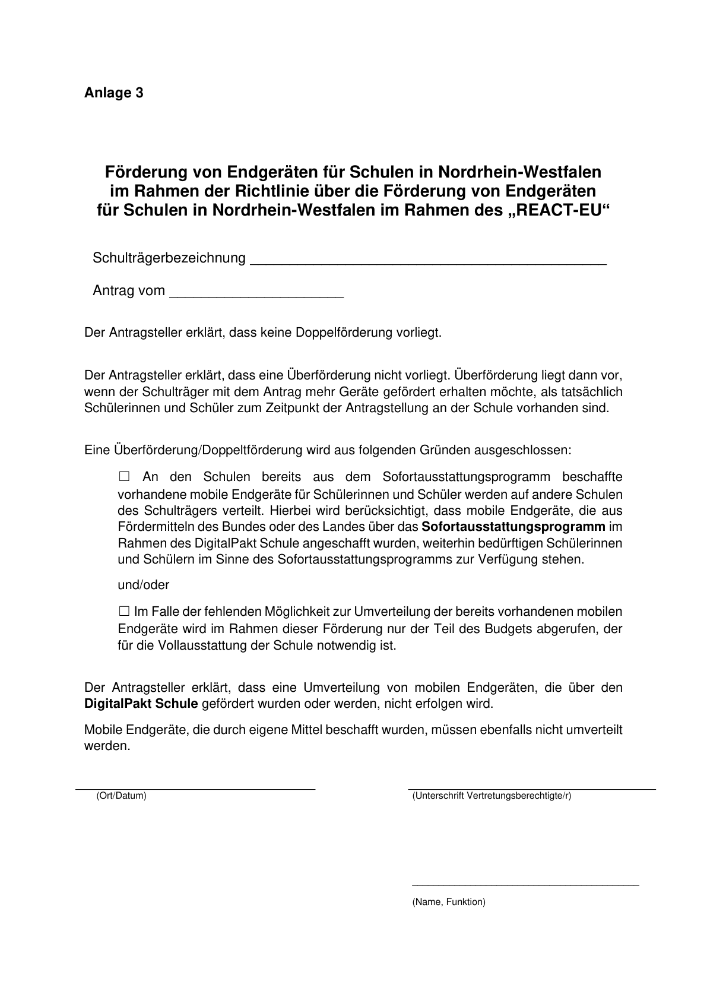 Anlage 3
Förderung von Endgeräten für Schulen in Nordrhein-Westfalen
im Rahmen der Richtlinie über die Förderung von Endgeräten
für Schulen in Nordrhein-Westfalen im Rahmen des „REACT-EU“
Schulträgerbezeichnung _____________________________________________
Antrag vom ______________________
Der Antragsteller erklärt, dass keine Doppelförderung vorliegt.
Der Antragsteller erklärt, dass eine Überförderung nicht vorliegt. Überförderung liegt dann vor,
wenn der Schulträger mit dem Antrag mehr Geräte gefördert erhalten möchte, als tatsächlich
Schülerinnen und Schüler zum Zeitpunkt der Antragstellung an der Schule vorhanden sind.
Eine Überförderung/Doppeltförderung wird aus folgenden Gründen ausgeschlossen:
☐ An den Schulen bereits aus dem Sofortausstattungsprogramm beschaffte
vorhandene mobile Endgeräte für Schülerinnen und Schüler werden auf andere Schulen
des Schulträgers verteilt. Hierbei wird berücksichtigt, dass mobile Endgeräte, die aus
Fördermitteln des Bundes oder des Landes über das Sofortausstattungsprogramm im
Rahmen des DigitalPakt Schule angeschafft wurden, weiterhin bedürftigen Schülerinnen
und Schülern im Sinne des Sofortausstattungsprogramms zur Verfügung stehen.
und/oder
☐ Im Falle der fehlenden Möglichkeit zur Umverteilung der bereits vorhandenen mobilen
Endgeräte wird im Rahmen dieser Förderung nur der Teil des Budgets abgerufen, der
für die Vollausstattung der Schule notwendig ist.
Der Antragsteller erklärt, dass eine Umverteilung von mobilen Endgeräten, die über den
DigitalPakt Schule gefördert wurden oder werden, nicht erfolgen wird.
Mobile Endgeräte, die durch eigene Mittel beschafft wurden, müssen ebenfalls nicht umverteilt
werden.
(Ort/Datum) (Unterschrift Vertretungsberechtigte/r)
(Name, Funktion)